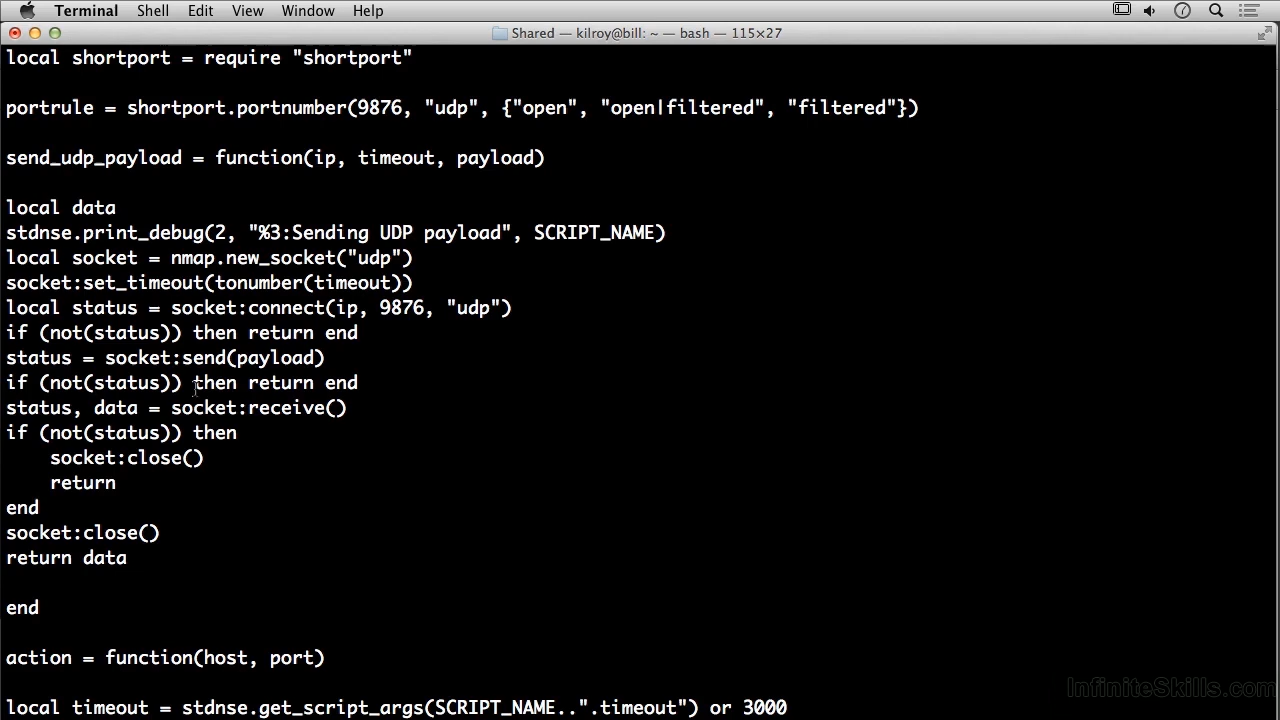 Terminal Shell Edit View Window Help
Shared — kilroy@bill: ~ — bash — 115×27
local shortport = require "shortport"
portrule = shortport.portnumber(9876, "udp", {"open", "open|filtered", "filtered"})
send_udp_payload = function(ip, timeout, payload)
local data
stdnse.print_debug(2, "%3:Sending UDP payload", SCRIPT_NAME)
local socket = nmap.new_socket("udp")
socket:set_timeout(tonumber(timeout))
local status = socket:connect(ip, 9876, "udp")
if (not(status)) then return end
status = socket:send(payload)
if (not(status)) then return end
status, data = socket:receive()
if (not(status)) then
    socket:close()
    return
end
socket:close()
return data
end
action = function(host, port)
local timeout = stdnse.get_script_args(SCRIPT_NAME..".timeout") or 3000
InfiniteSkills.com